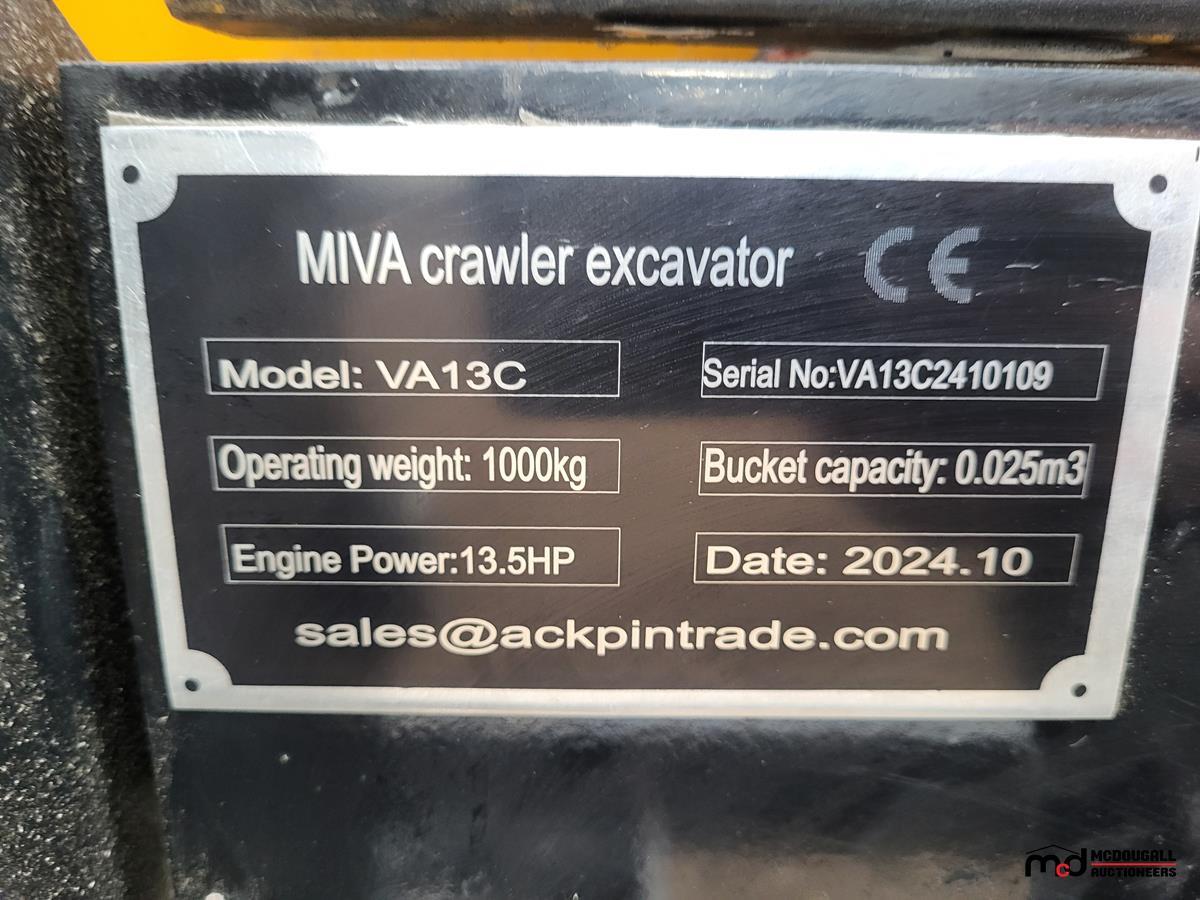 MIVA crawler excavator CE
Model: VA13C
Serial No:VA13C2410109
Operating weight: 1000kg
Bucket capacity: 0.025m3
Engine Power:13.5HP
Date: 2024.10
sales@ackpintrade.com
mcd MCDOUGALL
AUCTIONEERS